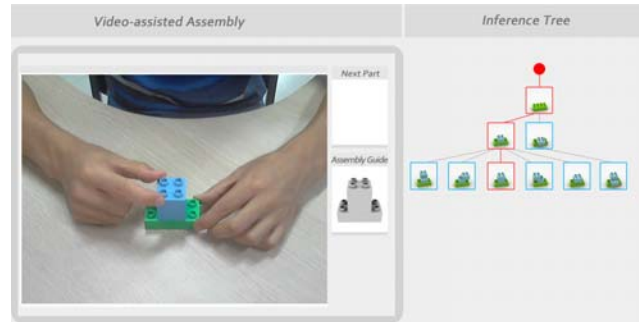 Video-assisted Assembly
Inference Tree
Next Part
Assembly Guide